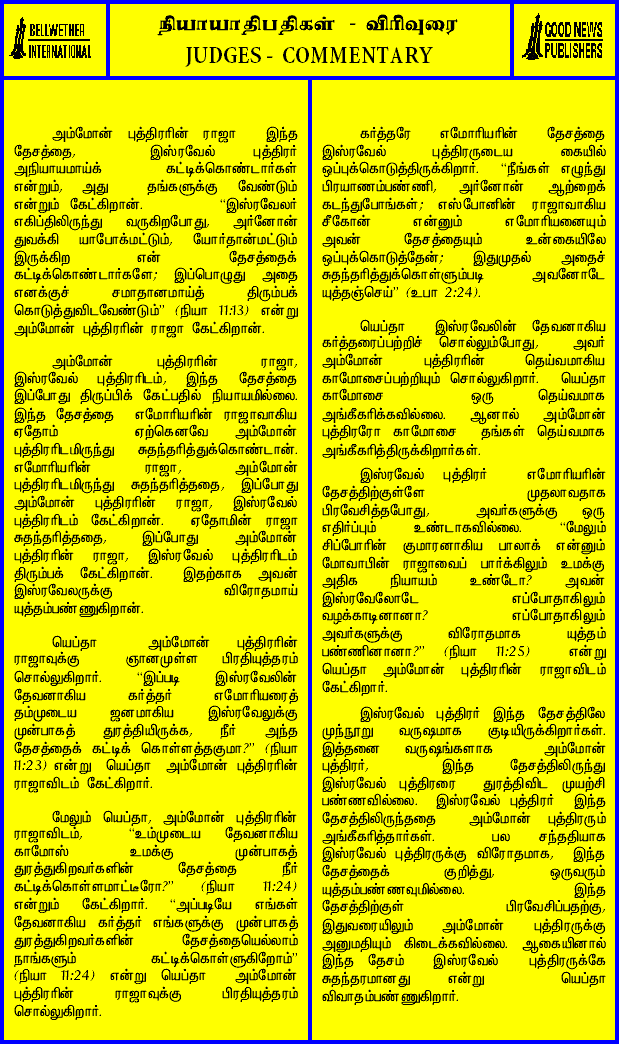 BELLWETHER
INTERNATIONAL
நியாயாதிபதிகள் - விரிவுரை
JUDGES - COMMENTARY
GOOD NEWS
PUBLISHERS
அம்மோன் புத்திரரின் ராஜா இந்த
தேசத்தை, இஸ்ரவேல் புத்திரர்
அநியாயமாய்க் கட்டிக்கொண்டார்கள்
என்றும், அது தங்களுக்கு வேண்டும்
என்றும் கேட்கிறான். “இஸ்ரவேலர்
எகிப்திலிருந்து வருகிறபோது, அர்னோன்
துவக்கி யாபோக்மட்டும், யோர்தான்மட்டும்
இருக்கிற என் தேசத்தைக்
கட்டிக்கொண்டார்களே; இப்பொழுது அதை
எனக்குச் சமாதானமாய்த் திரும்பக்
கொடுத்துவிடவேண்டும்” (நியா 11:13) என்று
அம்மோன் புத்திரரின் ராஜா கேட்கிறான்.
அம்மோன் புத்திரரின் ராஜா,
இஸ்ரவேல் புத்திரரிடம், இந்த தேசத்தை
இப்போது திருப்பிக் கேட்பதில் நியாயமில்லை.
இந்த தேசத்தை எமோரியரின் ராஜாவாகிய
ஏதோம் ஏற்கெனவே அம்மோன்
புத்திரரிடமிருந்து சுதந்தரித்துக்கொண்டான்.
எமோரியரின் ராஜா, அம்மோன்
புத்திரரிடமிருந்து சுதந்தரித்ததை, இப்போது
அம்மோன் புத்திரரின் ராஜா, இஸ்ரவேல்
புத்திரரிடம் கேட்கிறான். ஏதோமின் ராஜா
சுதந்தரித்ததை, இப்போது அம்மோன்
புத்திரரின் ராஜா, இஸ்ரவேல் புத்திரரிடம்
திரும்பக் கேட்கிறான். இதற்காக அவன்
இஸ்ரவேலருக்கு விரோதமாய்
யுத்தம்பண்ணுகிறான்.
யெப்தா அம்மோன் புத்திரரின்
ராஜாவுக்கு ஞானமுள்ள பிரதியுத்தரம்
சொல்லுகிறார். “இப்படி இஸ்ரவேலின்
தேவனாகிய கர்த்தர் எமோரியரைத்
தம்முடைய ஜனமாகிய இஸ்ரவேலுக்கு
முன்பாகத் துரத்தியிருக்க, நீர் அந்த
தேசத்தைக் கட்டிக் கொள்ளத்தகுமா?” (நியா
11:23) என்று யெப்தா அம்மோன் புத்திரரின்
ராஜாவிடம் கேட்கிறார்.
மேலும் யெப்தா, அம்மோன் புத்திரரின்
ராஜாவிடம், “உம்முடைய தேவனாகிய
காமோஸ் உமக்கு முன்பாகத்
துரத்துகிறவர்களின் தேசத்தை நீர்
கட்டிக்கொள்ளமாட்டீரோ?” (நியா 11:24)
என்றும் கேட்கிறார். “அப்படியே எங்கள்
தேவனாகிய கர்த்தர் எங்களுக்கு முன்பாகத்
துரத்துகிறவர்களின் தேசத்தையெல்லாம்
நாங்களும் கட்டிக்கொள்ளுகிறோம்”
(நியா 11:24) என்று யெப்தா அம்மோன்
புத்திரரின் ராஜாவுக்கு பிரதியுத்தரம்
சொல்லுகிறார்.
கர்த்தரே எமோரியரின் தேசத்தை
இஸ்ரவேல் புத்திரருடைய கையில்
ஒப்புக்கொடுத்திருக்கிறார். “நீங்கள் எழுந்து
பிரயாணம்பண்ணி, அர்னோன் ஆற்றைக்
கடந்துபோங்கள்; எஸ்போனின் ராஜாவாகிய
சீகோன் என்னும் எமோரியனையும்
அவன் தேசத்தையும் உன்கையிலே
ஒப்புக்கொடுத்தேன்; இதுமுதல் அதைச்
சுதந்தரித்துக்கொள்ளும்படி அவனோடே
யுத்தஞ்செய்” (உபா 2:24).
யெப்தா இஸ்ரவேலின் தேவனாகிய
கர்த்தரைப்பற்றிச் சொல்லும்போது, அவர்
அம்மோன் புத்திரரின் தெய்வமாகிய
காமோசைப்பற்றியும் சொல்லுகிறார். யெப்தா
காமோசை ஒரு தெய்வமாக
அங்கீகரிக்கவில்லை. ஆனால் அம்மோன்
புத்திரரோ காமோசை தங்கள் தெய்வமாக
அங்கீகரித்திருக்கிறார்கள்.
இஸ்ரவேல் புத்திரர் எமோரியரின்
தேசத்திற்குள்ளே முதலாவதாக
பிரவேசித்தபோது, அவர்களுக்கு ஒரு
எதிர்ப்பும் உண்டாகவில்லை. “மேலும்
சிப்போரின் குமாரனாகிய பாலாக் என்னும்
மோவாபின் ராஜாவைப் பார்க்கிலும் உமக்கு
அதிக நியாயம் உண்டோ? அவன்
இஸ்ரவேலோடே எப்போதாகிலும்
வழக்காடினானா? எப்போதாகிலும்
அவர்களுக்கு விரோதமாக யுத்தம்
பண்ணினானா?” (நியா 11:25) என்று
யெப்தா அம்மோன் புத்திரரின் ராஜாவிடம்
கேட்கிறார்.
இஸ்ரவேல் புத்திரர் இந்த தேசத்திலே
முந்நூறு வருஷமாக குடியிருக்கிறார்கள்.
இத்தனை வருஷங்களாக அம்மோன்
புத்திரர், இந்த தேசத்திலிருந்து
இஸ்ரவேல் புத்திரரை துரத்திவிட முயற்சி
பண்ணவில்லை. இஸ்ரவேல் புத்திரர் இந்த
தேசத்திலிருந்ததை அம்மோன் புத்திரரும்
அங்கீகரித்தார்கள். பல சந்ததியாக
இஸ்ரவேல் புத்திரருக்கு விரோதமாக, இந்த
தேசத்தைக் குறித்து, ஒருவரும்
யுத்தம்பண்ணவுமில்லை. இந்த
தேசத்திற்குள் பிரவேசிப்பதற்கு,
இதுவரையிலும் அம்மோன் புத்திரருக்கு
அனுமதியும் கிடைக்கவில்லை. ஆகையினால்
இந்த தேசம் இஸ்ரவேல் புத்திரருக்கே
சுதந்தரமானது என்று யெப்தா
விவாதம்பண்ணுகிறார்.